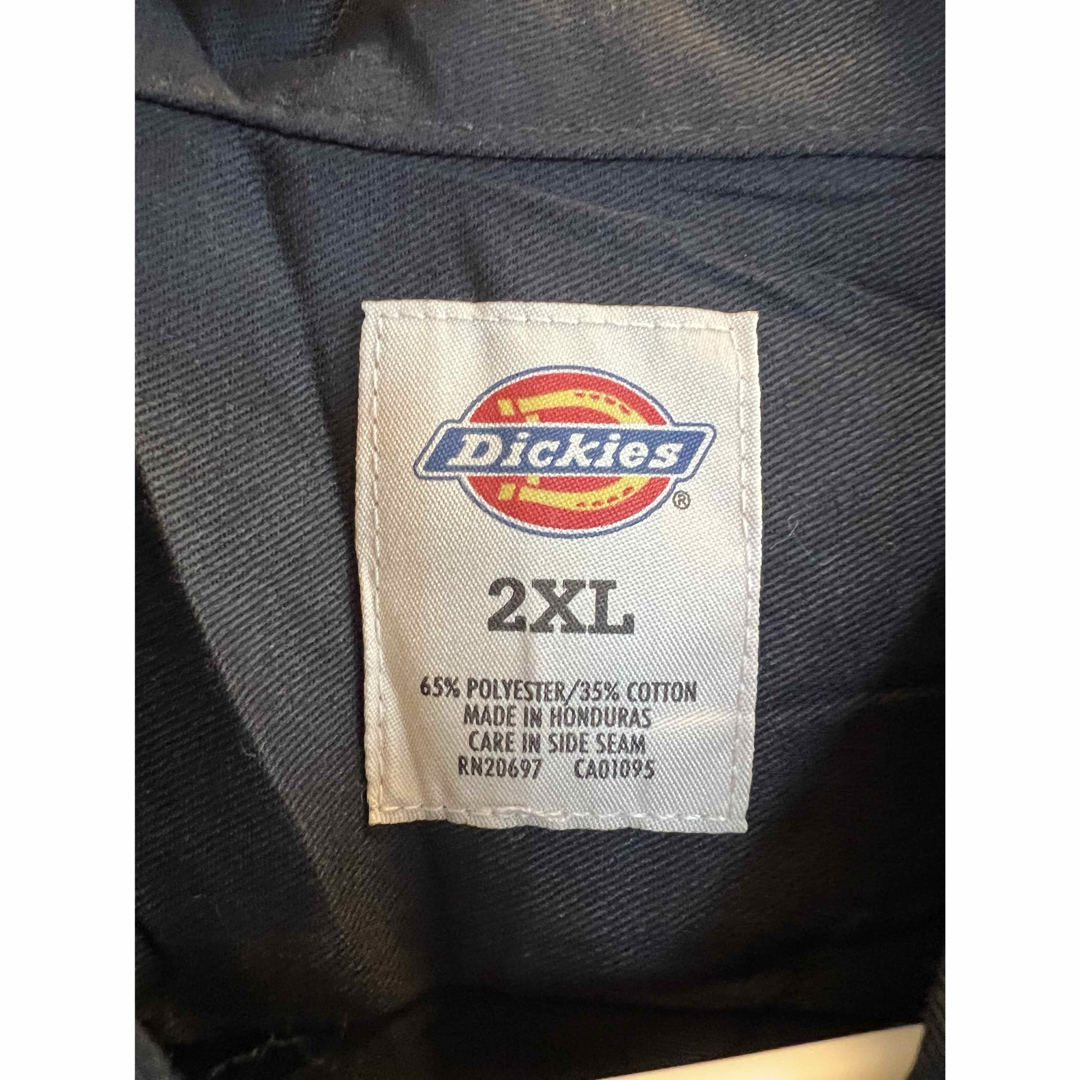 Dickies
®
2XL
65% POLYESTER/35% COTTON
MADE IN HONDURAS
CARE IN SIDE SEAM
RN20697 CA01095